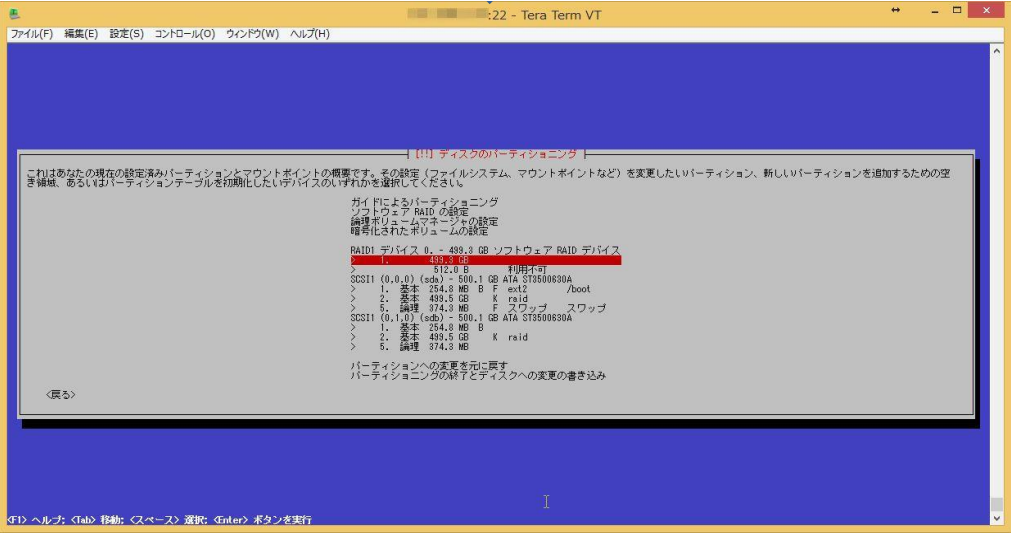 :22 - Tera Term VT
ファイル(F) 編集(E) 設定(S) コントロール(O) ウィンドウ(W) ヘルプ(H)
[!!] ディスクのパーティショニング
これはあなたの現在の設定済みパーティションとマウントポイントの概要です。その設定 (ファイルシステム、マウントポイントなど) を変更したいパーティション、新しいパーティションを追加するための空
き領域、あるいはパーティションテーブルを初期化したいデバイスのいずれかを選択してください。
ガイドによるパーティショニング
ソフトウェア RAID の設定
論理ボリュームマネージャの設定
暗号化されたボリュームの設定
RAID1 デバイス 0. - 499.3 GB ソフトウェア RAID デバイス
> 1. 499.3 GB
> 512.0 B 利用不可
SCSI1 (0,0,0) (sda) - 500.1 GB ATA ST3500630A
> 1. 基本 254.8 MB B F ext2 /boot
> 2. 基本 499.5 GB K raid
> 5. 論理 374.3 MB F スワップ スワップ
SCSI1 (0,1,0) (sdb) - 500.1 GB ATA ST3500630A
> 1. 基本 254.8 MB B
> 2. 基本 499.5 GB K raid
> 5. 論理 374.3 MB
パーティションへの変更を元に戻す
パーティショニングの終了とディスクへの変更の書き込み
<戻る>
<F1> ヘルプ; <Tab> 移動; <スペース> 選択; <Enter> ボタンを実行